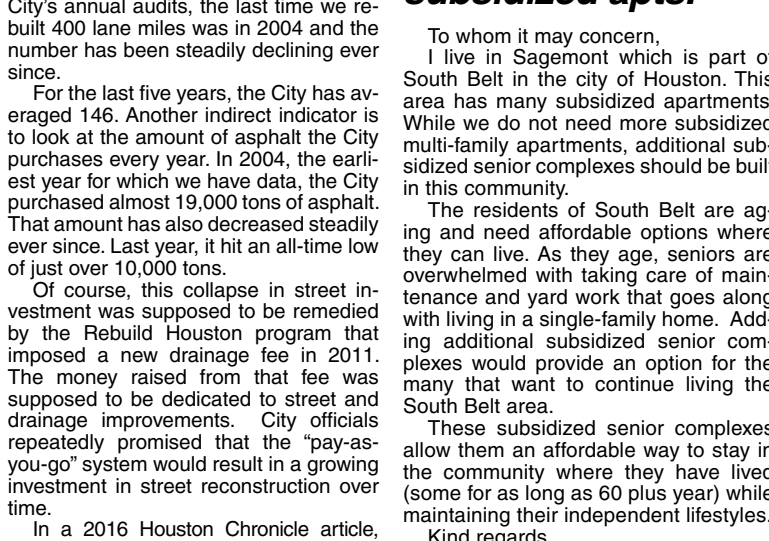 City's annual audits, the last time we re-
built 400 lane miles was in 2004 and the
number has been steadily declining ever
since.
For the last five years, the City has av-
eraged 146. Another indirect indicator is
to look at the amount of asphalt the City
purchases every year. In 2004, the earli-
est year for which we have data, the City
purchased almost 19,000 tons of asphalt.
That amount has also decreased steadily
ever since. Last year, it hit an all-time low
of just over 10,000 tons.
Of course, this collapse in street in-
vestment was supposed to be remedied
by the Rebuild Houston program that
imposed a new drainage fee in 2011.
The money raised from that fee was
supposed to be dedicated to street and
drainage improvements. City officials
repeatedly promised that the “pay-as-
you-go” system would result in a growing
investment in street reconstruction over
time.
In a 2016 Houston Chronicle article,
subsidized apts.
To whom it may concern,
I live in Sagemont which is part of
South Belt in the city of Houston. This
area has many subsidized apartments
While we do not need more subsidized
multi-family apartments, additional sub-
sidized senior complexes should be built
in this community.
The residents of South Belt are ag-
ing and need affordable options where
they can live. As they age, seniors are
overwhelmed with taking care of main-
tenance and yard work that goes along
with living in a single-family home. Add-
ing additional subsidized senior com-
plexes would provide an option for the
many that want to continue living the
South Belt area.
These subsidized senior complexes
allow them an affordable way to stay in
the community where they have lived
(some for as long as 60 plus year) while
maintaining their independent lifestyles.
Kind regards